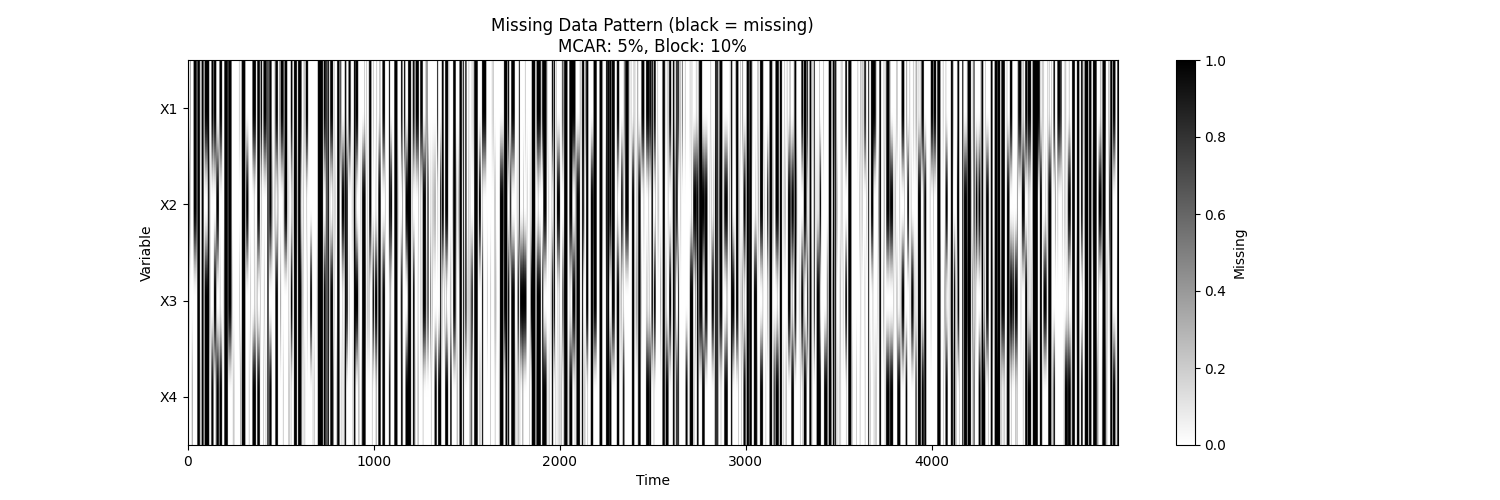 Missing Data Pattern (black = missing)
MCAR: 5%, Block: 10%
Variable
X1
X2
X3
X4
0
1000
2000
3000
4000
Time
1.0
0.8
0.6
0.4
0.2
0.0
Missing